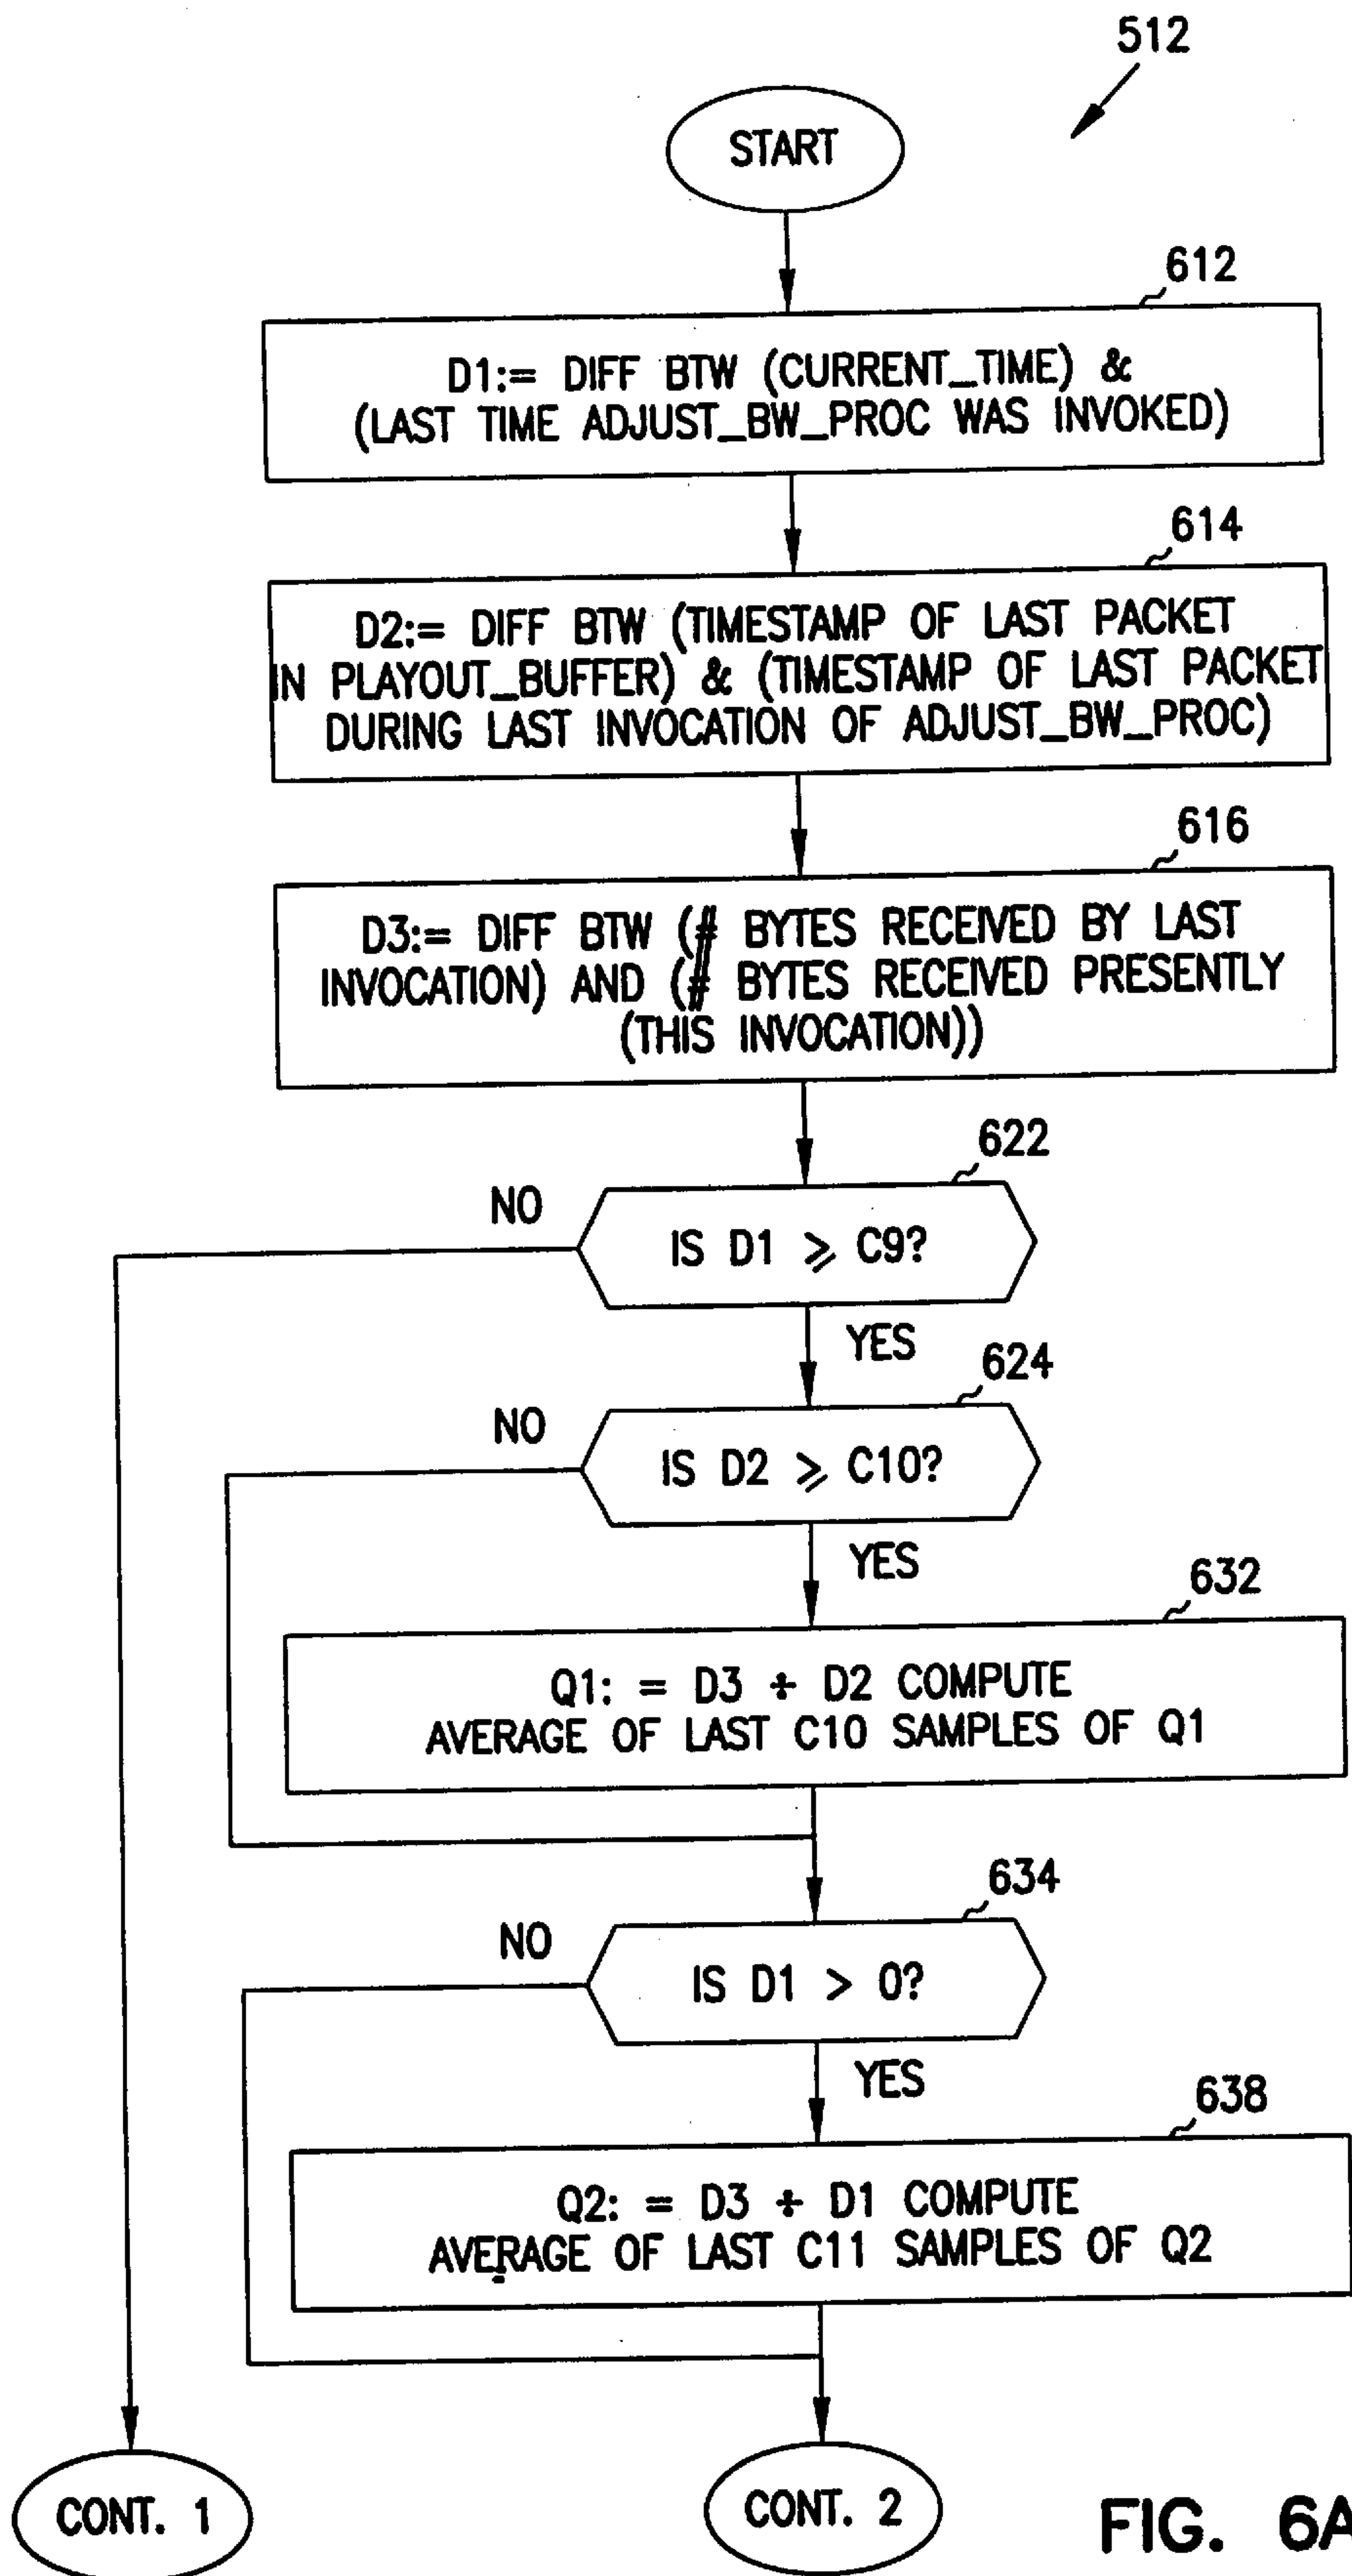 512
START
612
D1:= DIFF BTW (CURRENT_TIME) &
(LAST TIME ADJUST_BW_PROC WAS INVOKED)
614
D2:= DIFF BTW (TIMESTAMP OF LAST PACKET
IN PLAYOUT_BUFFER) & (TIMESTAMP OF LAST PACKET
DURING LAST INVOCATION OF ADJUST_BW_PROC)
616
D3:= DIFF BTW (# BYTES RECEIVED BY LAST
INVOCATION) AND (# BYTES RECEIVED PRESENTLY
(THIS INVOCATION))
622
NO
IS D1 ⩾ C9?
YES
624
NO
IS D2 ⩾ C10?
YES
632
Q1: = D3 ÷ D2 COMPUTE
AVERAGE OF LAST C10 SAMPLES OF Q1
634
NO
IS D1 > 0?
YES
638
Q2: = D3 ÷ D1 COMPUTE
AVERAGE OF LAST C11 SAMPLES OF Q2
CONT. 1
CONT. 2
FIG. 6A